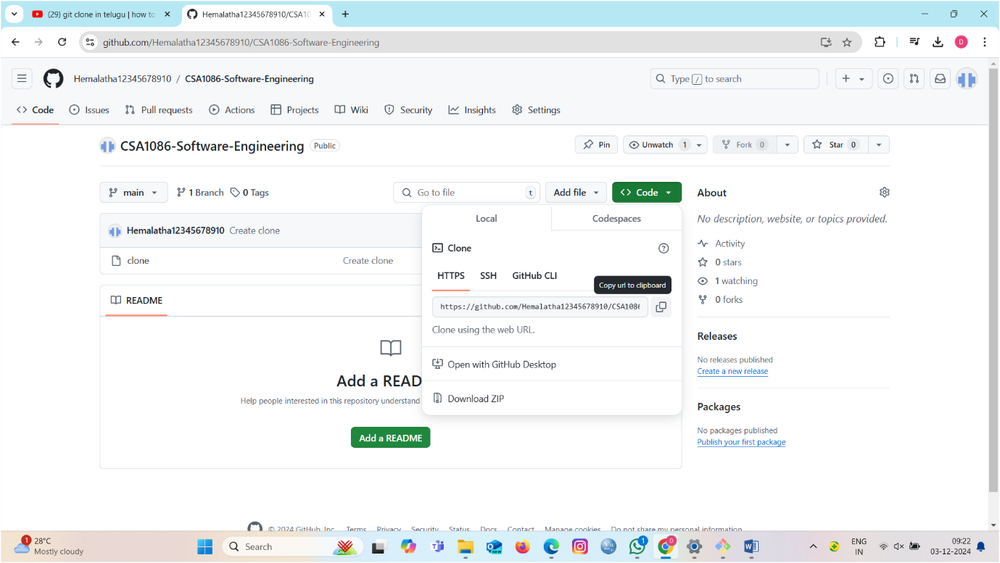 (29) git clone in telugu | how to
Hemalatha12345678910/CSA10
github.com/Hemalatha12345678910/CSA1086-Software-Engineering
D
Hemalatha12345678910 / CSA1086-Software-Engineering
Type / to search
Code Issues Pull requests Actions Projects Wiki Security Insights Settings
CSA1086-Software-Engineering Public
Pin Unwatch 1 Fork 0 Star 0
main 1 Branch 0 Tags Go to file t Add file Code
Hemalatha12345678910 Create clone
clone Create clone
README
Add a READ
Help people interested in this repository understand
Add a README
Local Codespaces
Clone
HTTPS SSH GitHub CLI
Copy url to clipboard
https://github.com/Hemalatha12345678910/CSA1086
Clone using the web URL.
Open with GitHub Desktop
Download ZIP
About
No description, website, or topics provided.
Activity
0 stars
1 watching
0 forks
Releases
No releases published
Create a new release
Packages
No packages published
Publish your first package
© 2024 GitHub, Inc. Terms Privacy Security Status Docs Contact Manage cookies Do not share my personal information
1
28°C
Mostly cloudy
Search
NEW
1
D
ENG
IN
09:22
03-12-2024